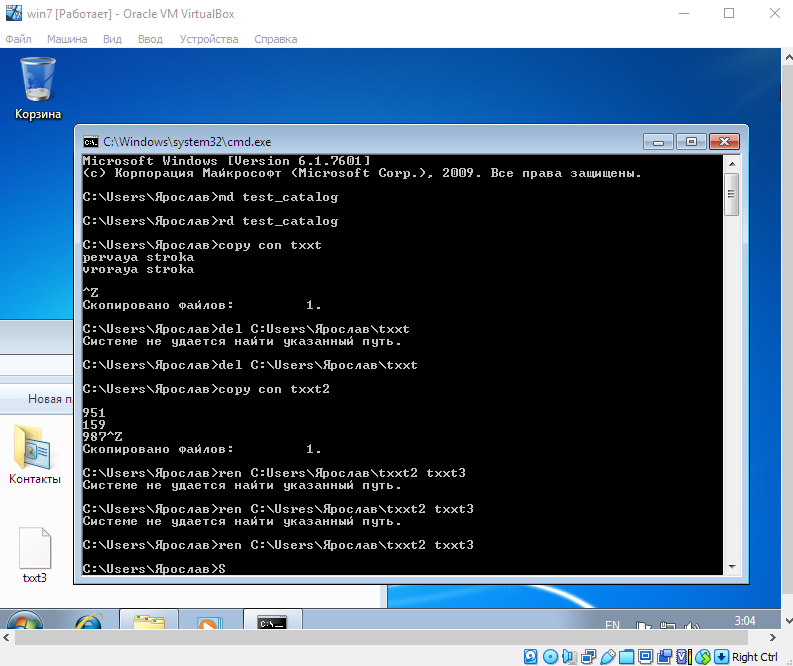 win7 [Работает] - Oracle VM VirtualBox
Файл Машина Вид Ввод Устройства Справка
Корзина
C:\Windows\system32\cmd.exe
Microsoft Windows [Version 6.1.7601]
(c) Корпорация Майкрософт (Microsoft Corp.), 2009. Все права защищены.
C:\Users\Ярослав>md test_catalog
C:\Users\Ярослав>rd test_catalog
C:\Users\Ярослав>copy con txxt
pervaya stroka
vroraya stroka
^Z
Скопировано файлов: 1.
C:\Users\Ярослав>del C:Users\Ярослав\txxt
Системе не удается найти указанный путь.
C:\Users\Ярослав>del C:\Users\Ярослав\txxt
C:\Users\Ярослав>copy con txxt2
951
159
987^Z
Скопировано файлов: 1.
C:\Users\Ярослав>ren C:Users\Ярослав\txxt2 txxt3
Системе не удается найти указанный путь.
C:\Users\Ярослав>ren C:\Usres\Ярослав\txxt2 txxt3
Системе не удается найти указанный путь.
C:\Users\Ярослав>ren C:\Users\Ярослав\txxt2 txxt3
C:\Users\Ярослав>S
Новая
Контакты
txxt3
EN
3:04
Right Ctrl